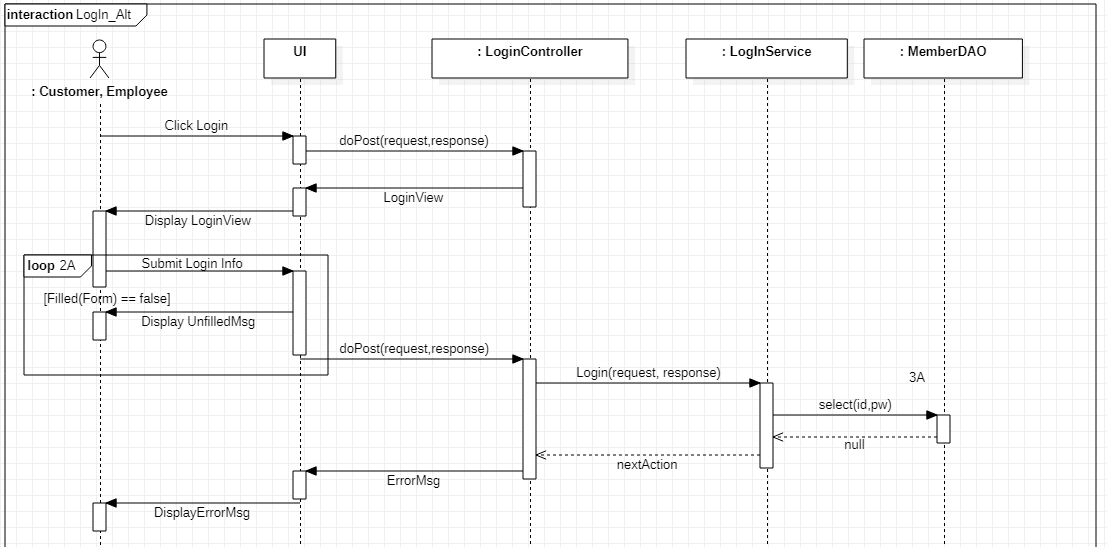 interaction LogIn_Alt
UI
: LoginController
: LogInService
: MemberDAO
: Customer, Employee
Click Login
doPost(request,response)
LoginView
Display LoginView
loop 2A
Submit Login Info
[Filled(Form) == false]
Display UnfilledMsg
doPost(request,response)
Login(request, response)
3A
select(id,pw)
null
nextAction
ErrorMsg
DisplayErrorMsg